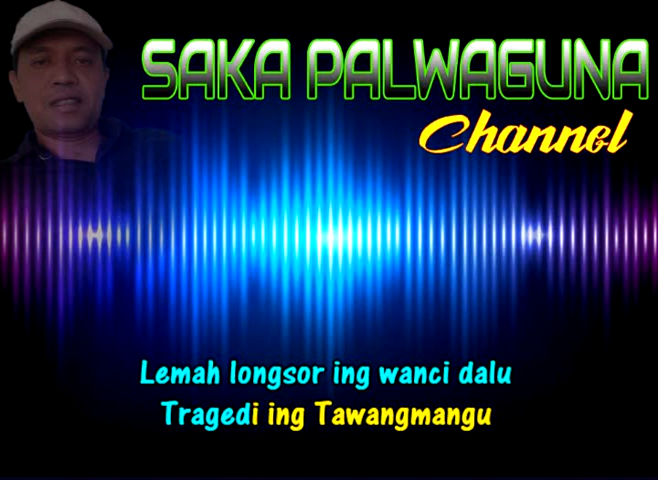 SAKA PALWAGUNA
Channel
Lemah longsor ing wanci dalu
Tragedi ing Tawangmangu